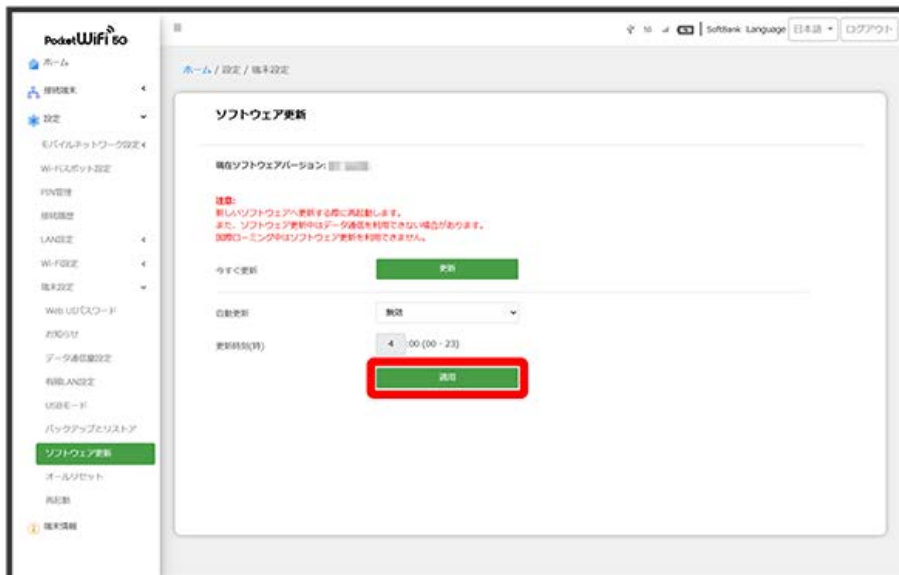 Pocket WiFi 5G
SoftBank Language 日本語 ログアウト
ホーム
接続端末
設定
モバイルネットワーク設定
Wi-Fiスポット設定
PIN管理
接続履歴
LAN設定
Wi-Fi設定
端末設定
Web UIパスワード
お知らせ
データ通信量設定
有線LAN設定
USBモード
バックアップとリストア
ソフトウェア更新
オールリセット
再起動
端末情報
ホーム / 設定 / 端末設定
ソフトウェア更新
現在ソフトウェアバージョン:
注意:
新しいソフトウェアへ更新する際に再起動します。
また、ソフトウェア更新中はデータ通信を利用できない場合があります。
国際ローミング中はソフトウェア更新を利用できません。
今すぐ更新 更新
自動更新 無効
更新時刻(時) 4 :00 (00 - 23)
適用